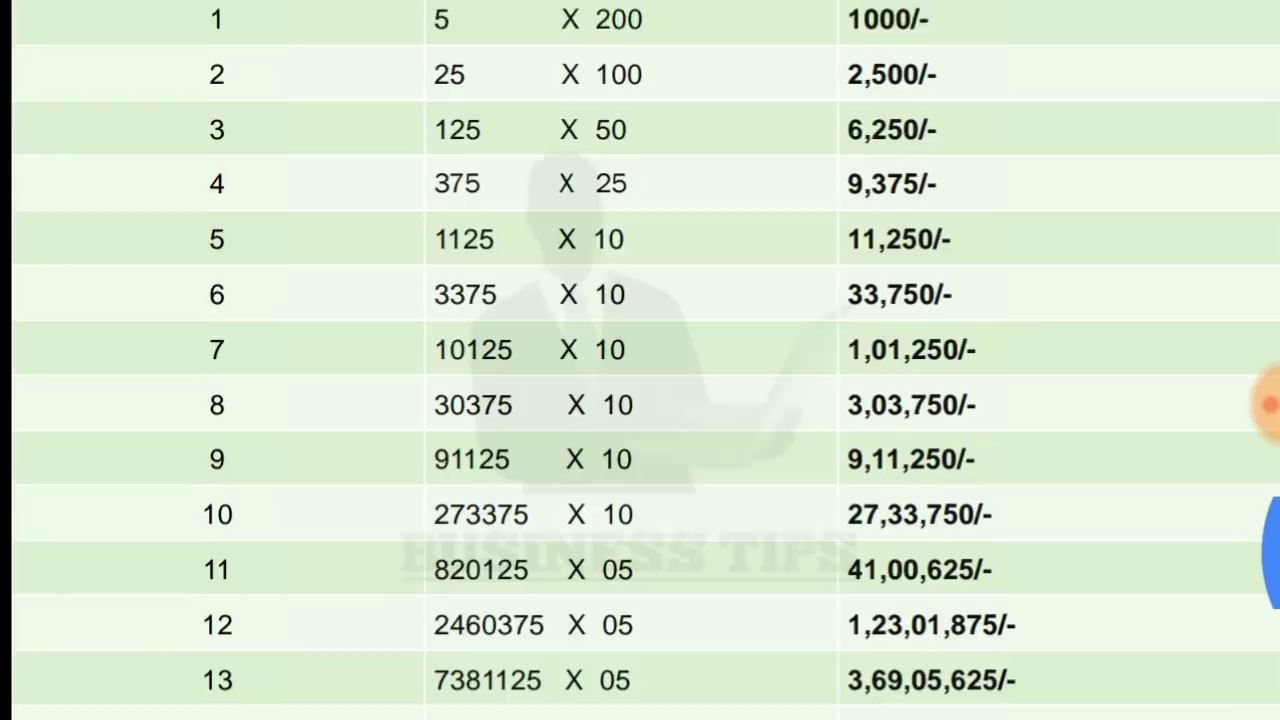 1 5 X 200 1000/-
2 25 X 100 2,500/-
3 125 X 50 6,250/-
4 375 X 25 9,375/-
5 1125 X 10 11,250/-
6 3375 X 10 33,750/-
7 10125 X 10 1,01,250/-
8 30375 X 10 3,03,750/-
9 91125 X 10 9,11,250/-
10 273375 X 10 27,33,750/-
BUSINESS TIPS
11 820125 X 05 41,00,625/-
12 2460375 X 05 1,23,01,875/-
13 7381125 X 05 3,69,05,625/-